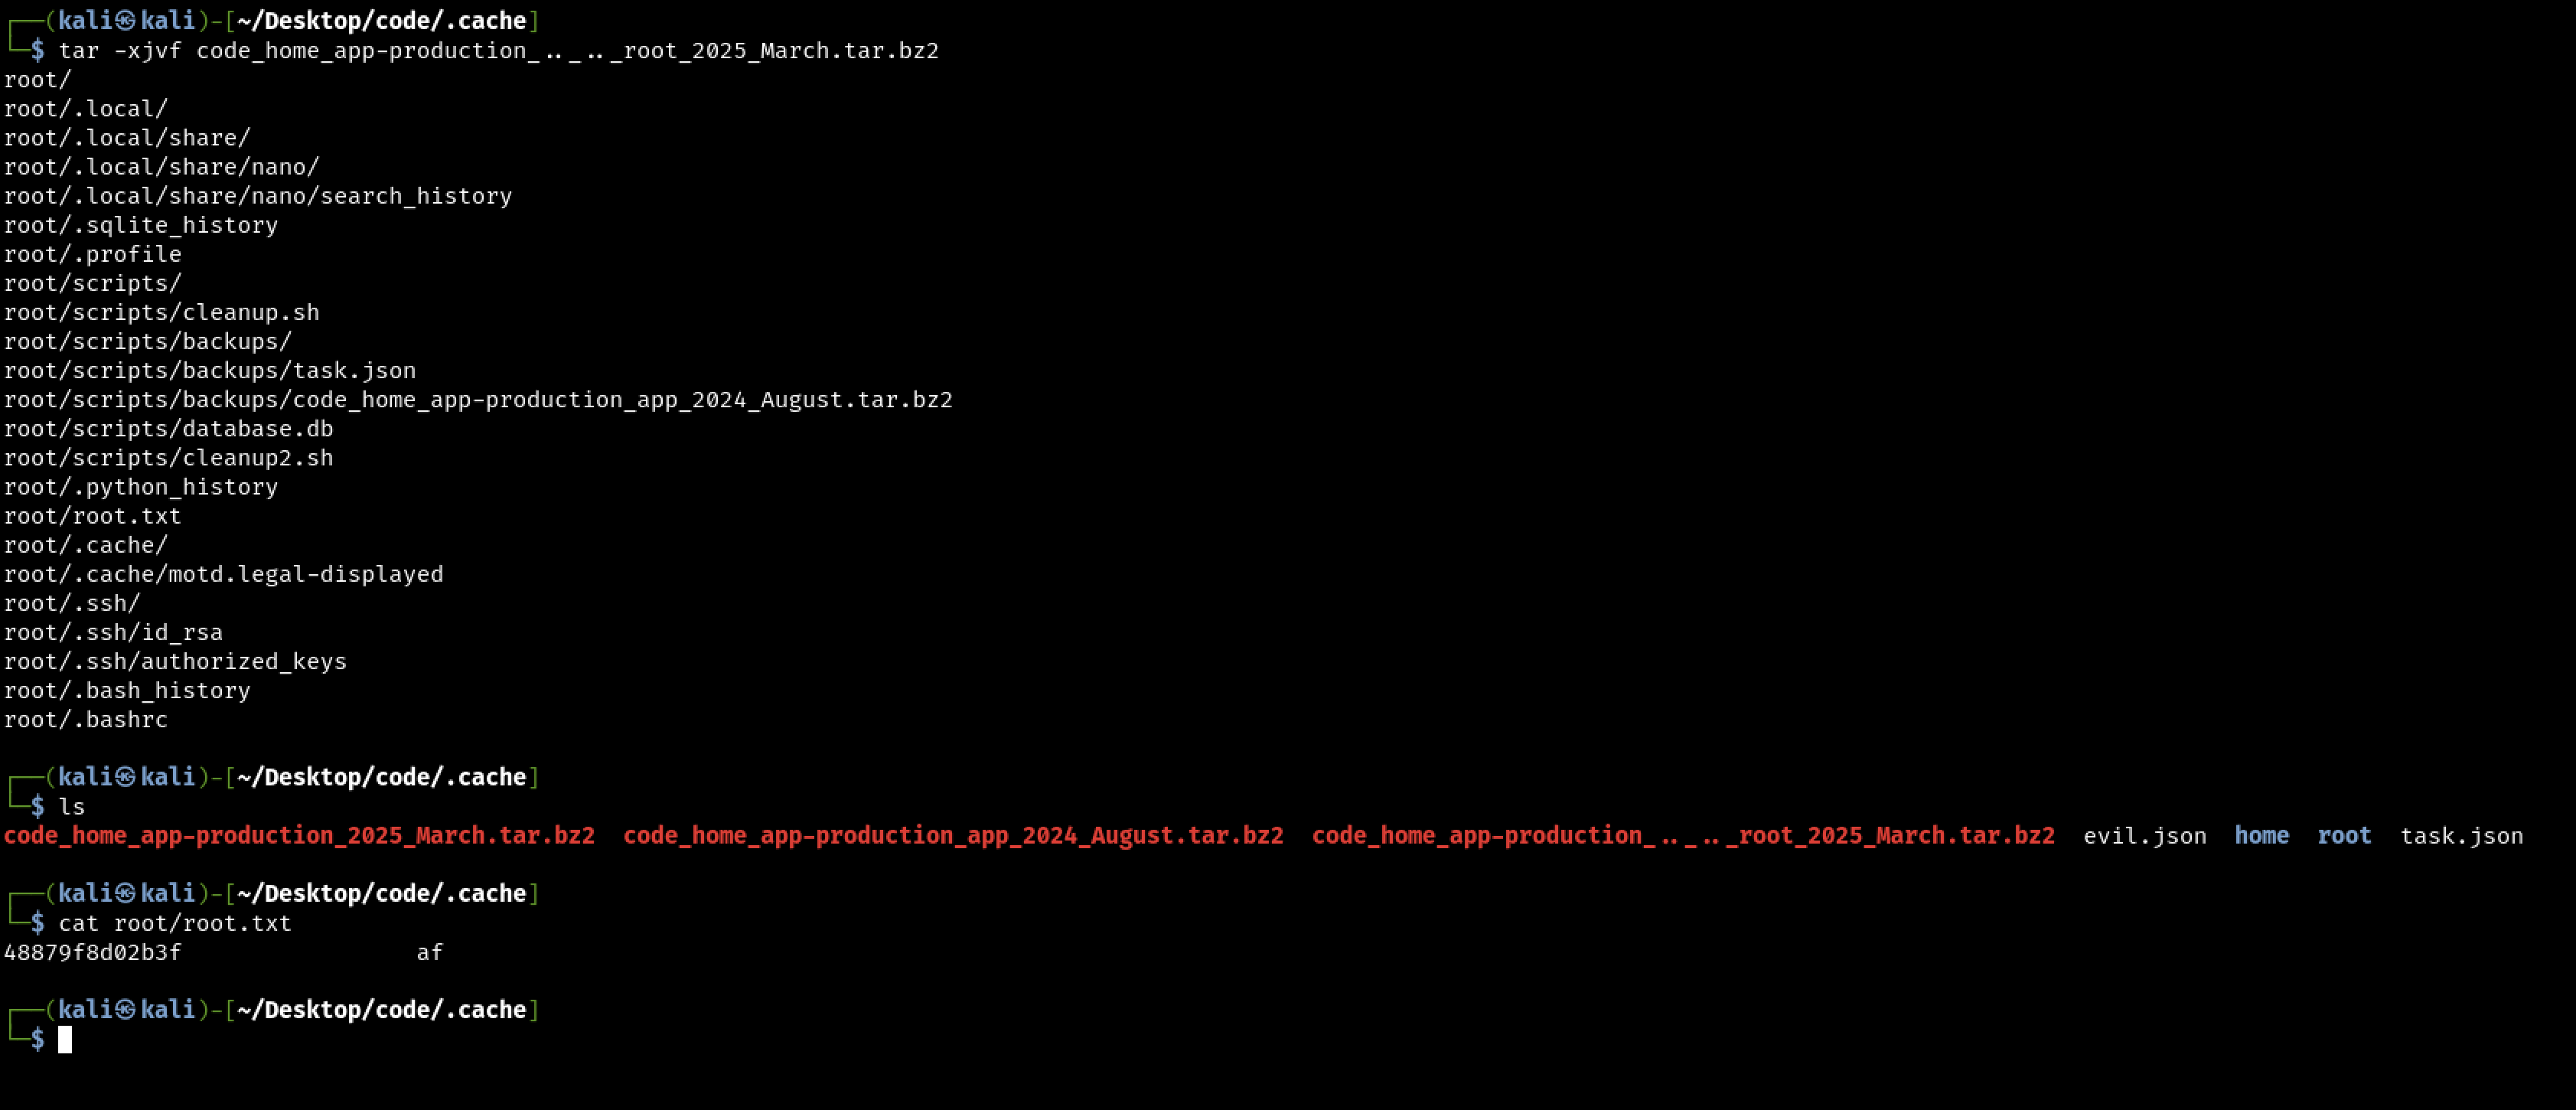 ┌──(kali㉿kali)-[~/Desktop/code/.cache]
└─$ tar -xjvf code_home_app-production_.._.._root_2025_March.tar.bz2
root/
root/.local/
root/.local/share/
root/.local/share/nano/
root/.local/share/nano/search_history
root/.sqlite_history
root/.profile
root/scripts/
root/scripts/cleanup.sh
root/scripts/backups/
root/scripts/backups/task.json
root/scripts/backups/code_home_app-production_app_2024_August.tar.bz2
root/scripts/database.db
root/scripts/cleanup2.sh
root/.python_history
root/root.txt
root/.cache/
root/.cache/motd.legal-displayed
root/.ssh/
root/.ssh/id_rsa
root/.ssh/authorized_keys
root/.bash_history
root/.bashrc
┌──(kali㉿kali)-[~/Desktop/code/.cache]
└─$ ls
code_home_app-production_2025_March.tar.bz2  code_home_app-production_app_2024_August.tar.bz2  code_home_app-production_.._.._root_2025_March.tar.bz2  evil.json  home  root  task.json
┌──(kali㉿kali)-[~/Desktop/code/.cache]
└─$ cat root/root.txt
48879f8d02b3f                 af
┌──(kali㉿kali)-[~/Desktop/code/.cache]
└─$